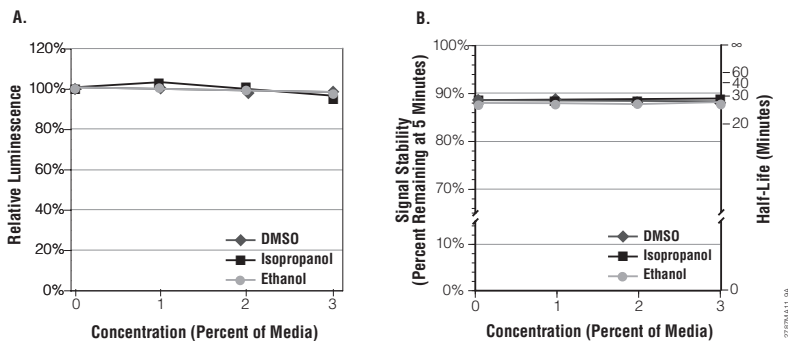 A.
120%
100%
80%
60%
40%
20%
0%
Relative Luminescence
DMSO
Isopropanol
Ethanol
0 1 2 3
Concentration (Percent of Media)
B.
100%
90%
80%
70%
10%
0%
Signal Stability
(Percent Remaining at 5 Minutes)
DMSO
Isopropanol
Ethanol
0 1 2 3
Concentration (Percent of Media)
∞
60
40
30
20
0
Half-Life (Minutes)
2787MA11_9A